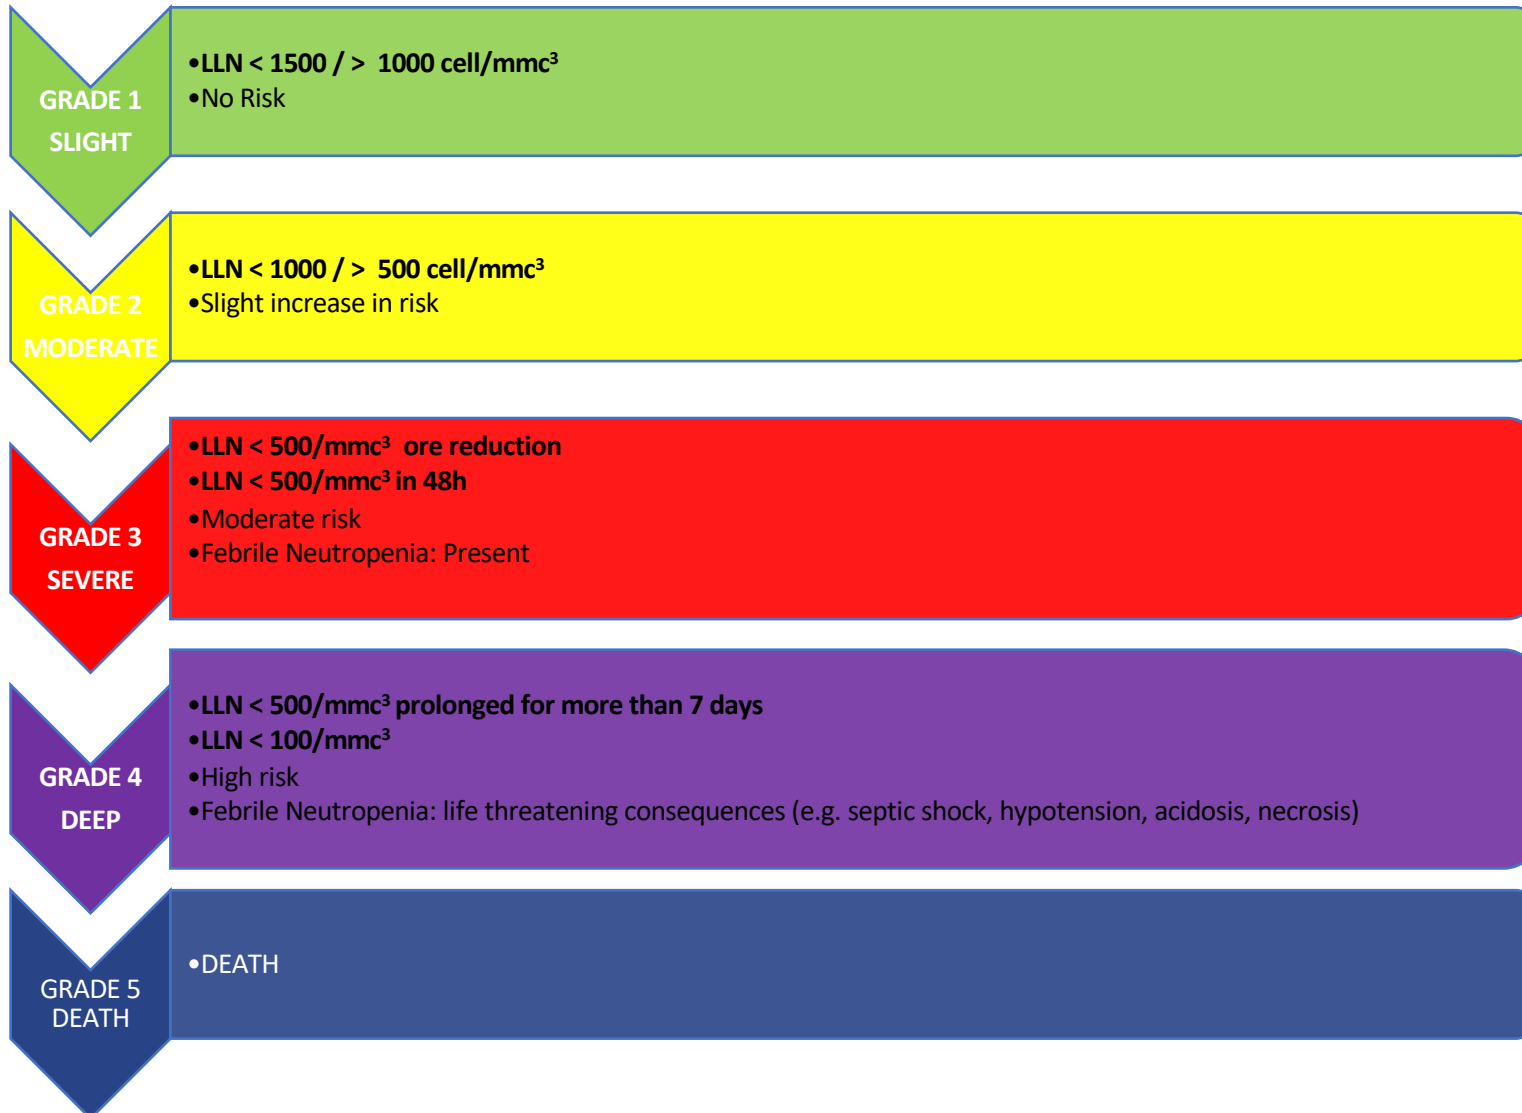 GRADE 1
SLIGHT
•LLN < 1500 / > 1000 cell/mmc³
•No Risk
GRADE 2
MODERATE
•LLN < 1000 / > 500 cell/mmc³
•Slight increase in risk
GRADE 3
SEVERE
•LLN < 500/mmc³ ore reduction
•LLN < 500/mmc³ in 48h
•Moderate risk
•Febrile Neutropenia: Present
GRADE 4
DEEP
•LLN < 500/mmc³ prolonged for more than 7 days
•LLN < 100/mmc³
•High risk
•Febrile Neutropenia: life threatening consequences (e.g. septic shock, hypotension, acidosis, necrosis)
GRADE 5
DEATH
•DEATH